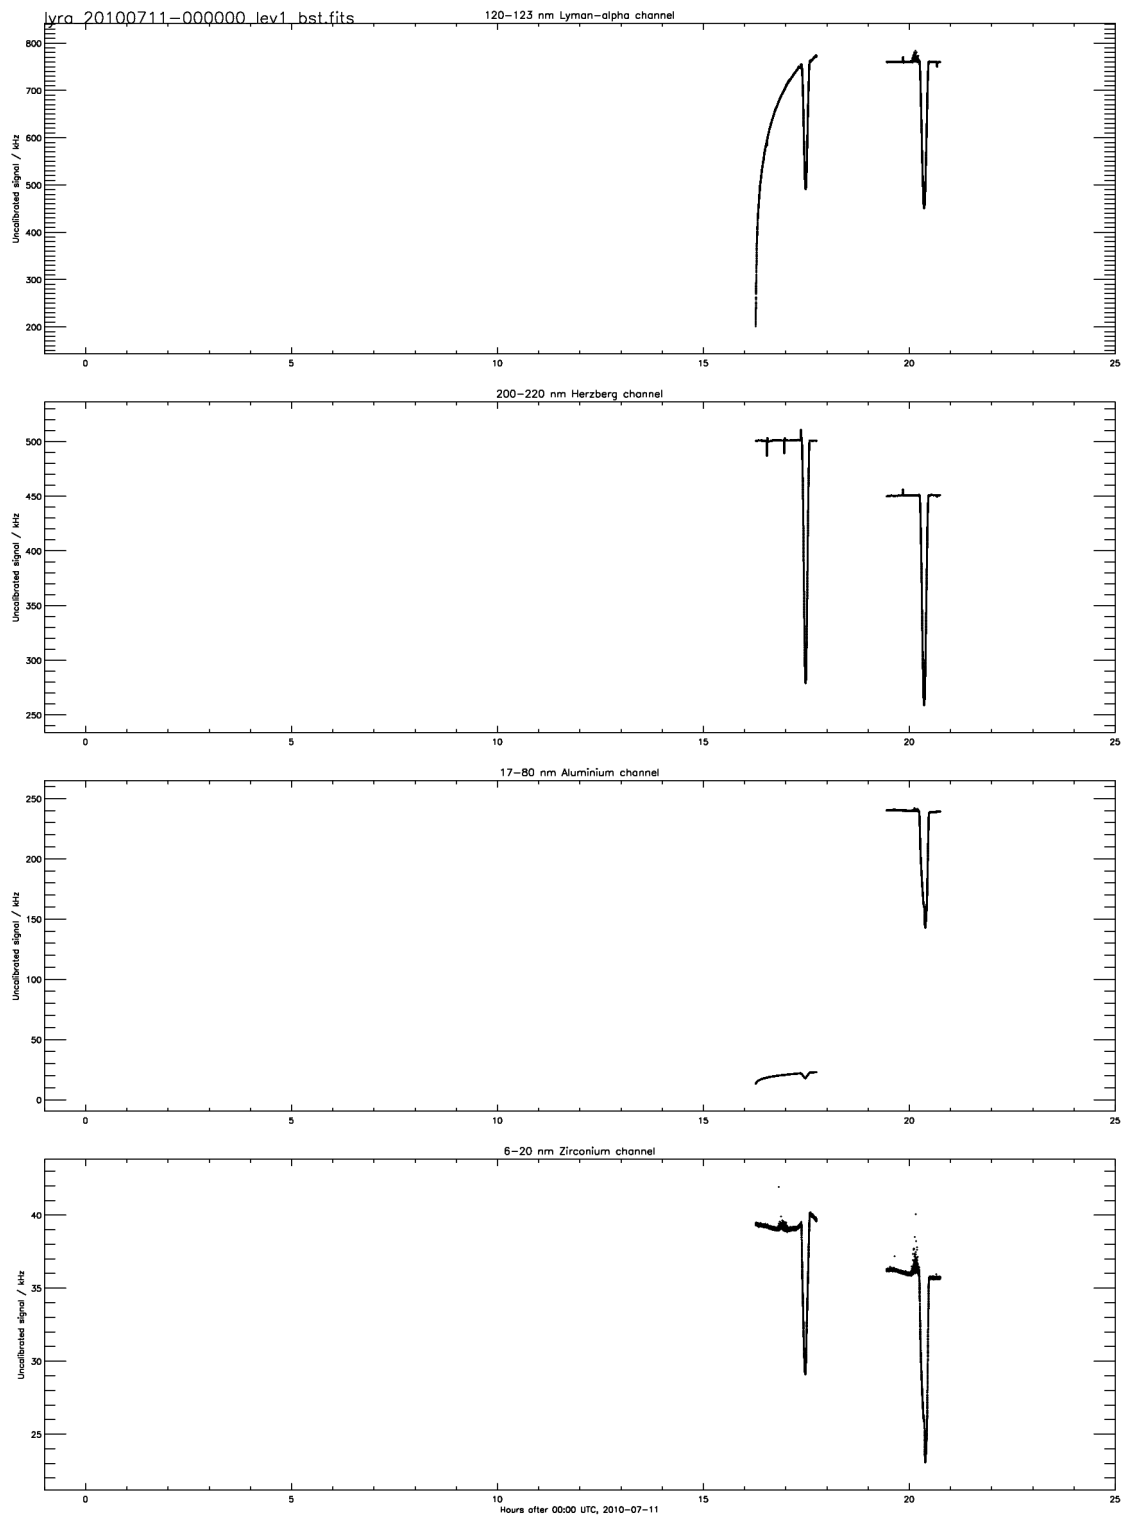 lyra_20100711-000000_lev1_bst.fits
120-123 nm Lyman-alpha channel
800
700
600
500
400
300
200
Uncalibrated signal / kHz
0 5 10 15 20 25
200-220 nm Herzberg channel
500
450
400
350
300
250
Uncalibrated signal / kHz
0 5 10 15 20 25
17-80 nm Aluminium channel
250
200
150
100
50
0
Uncalibrated signal / kHz
0 5 10 15 20 25
6-20 nm Zirconium channel
40
35
30
25
Uncalibrated signal / kHz
0 5 10 15 20 25
Hours after 00:00 UTC, 2010-07-11